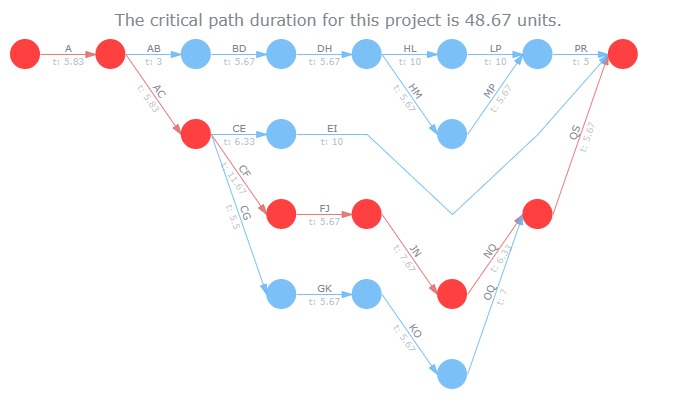 The critical path duration for this project is 48.67 units.
A AB BD DH HL LP PR
t: 5.83 t: 3 t: 5.67 t: 5.67 t: 10 t: 10 t: 5
AC HM MP
t: 5.83 t: 5.67 t: 5.67
CE EI QS
t: 6.33 t: 10 t: 5.67
CF
t: 11.67
CG FJ
t: 5.5 t: 5.67
JN NQ
t: 7.67 t: 6.33
GK OQ
t: 5.67 t: 7
KO
t: 5.67